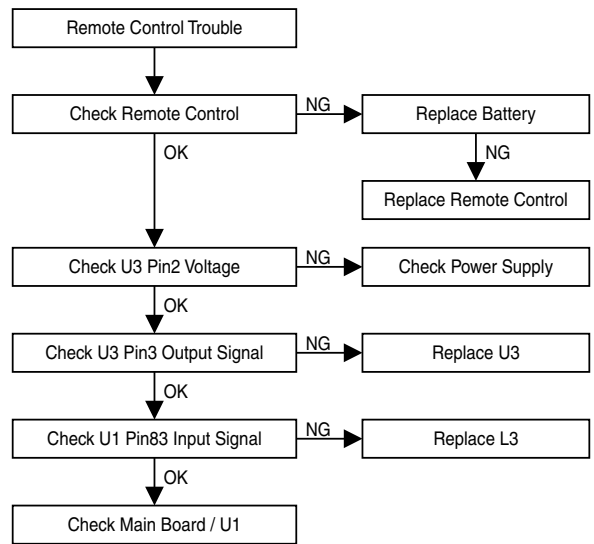 Remote Control Trouble
Check Remote Control
NG
Replace Battery
OK
NG
Replace Remote Control
Check U3 Pin2 Voltage
NG
Check Power Supply
OK
Check U3 Pin3 Output Signal
NG
Replace U3
OK
Check U1 Pin83 Input Signal
NG
Replace L3
OK
Check Main Board / U1